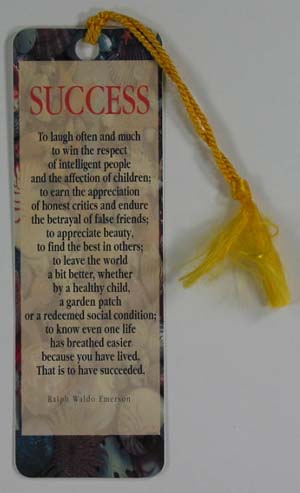 SUCCESS
To laugh often and much
to win the respect
of intelligent people
and the affection of children;
to earn the appreciation
of honest critics and endure
the betrayal of false friends;
to appreciate beauty,
to find the best in others;
to leave the world
a bit better, whether
by a healthy child,
a garden patch
or a redeemed social condition;
to know even one life
has breathed easier
because you have lived.
That is to have succeeded.
Ralph Waldo Emerson